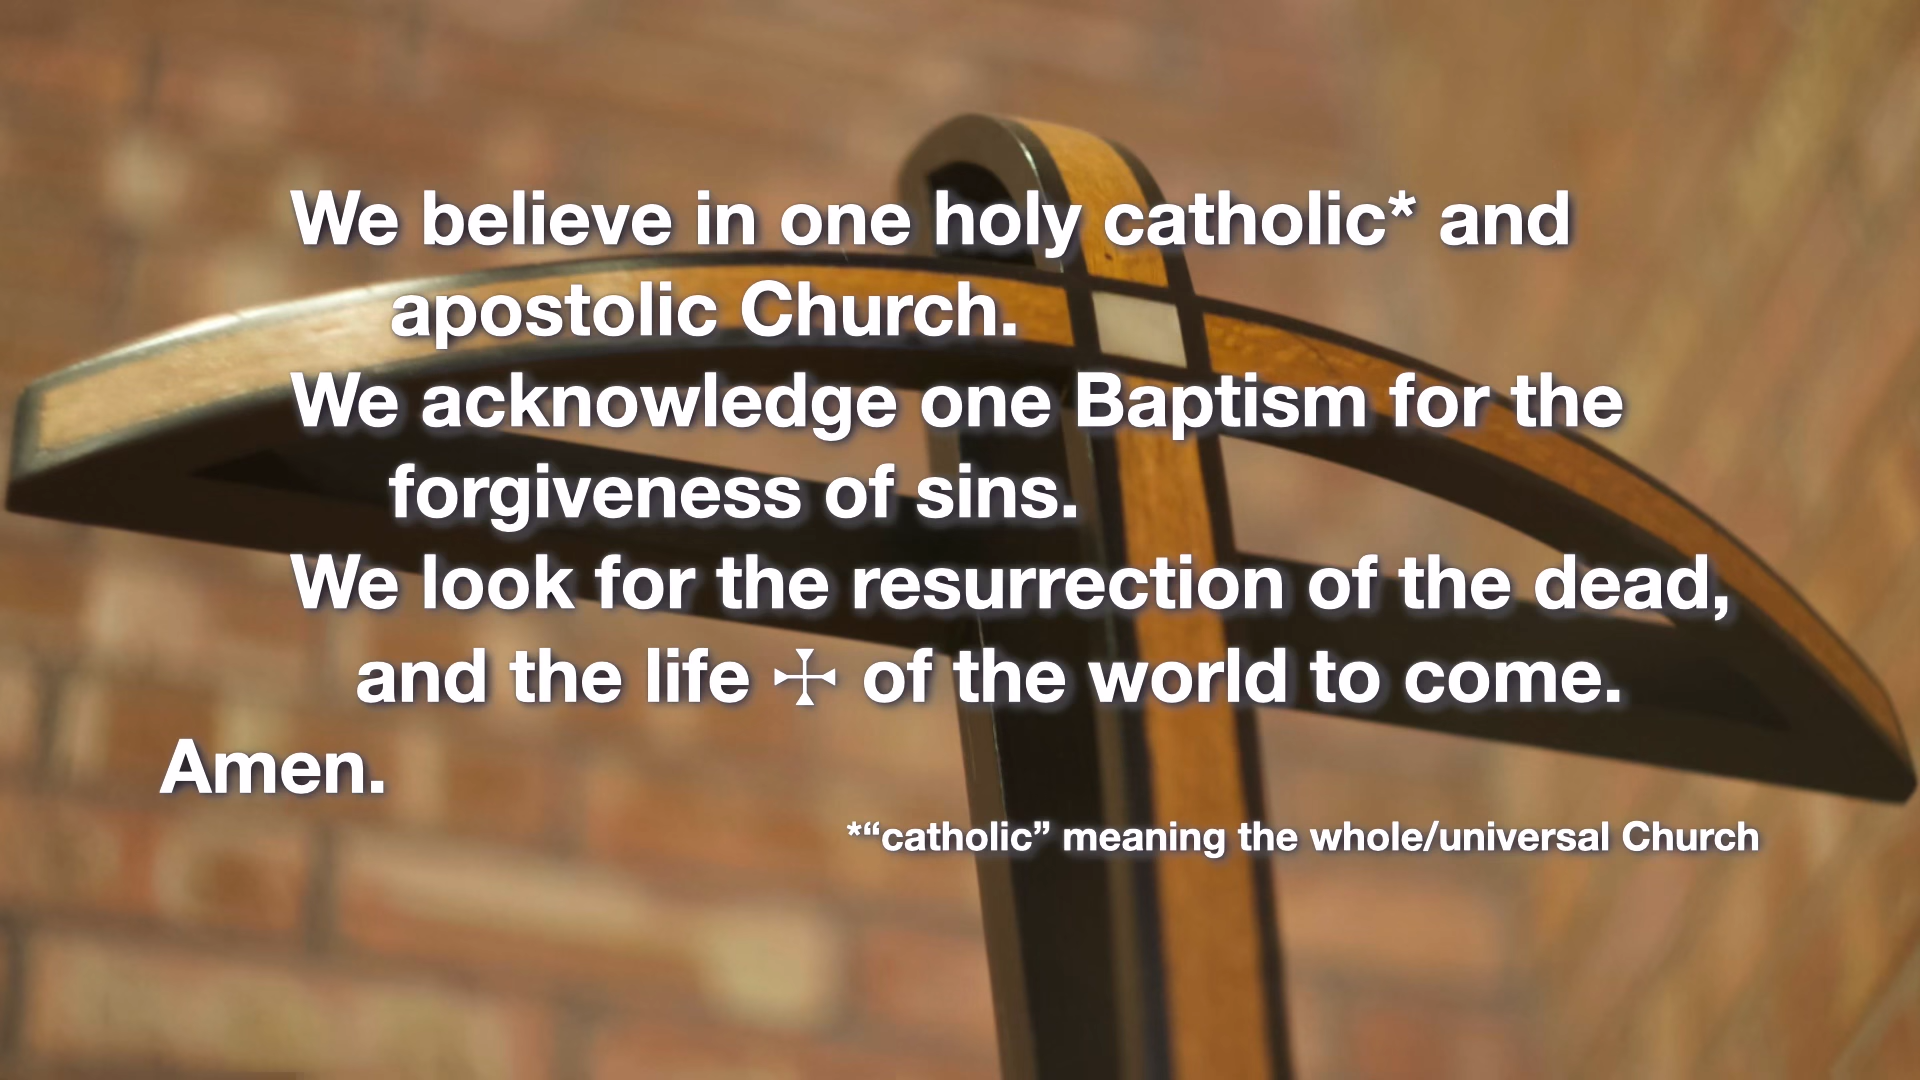 We believe in one holy catholic* and
apostolic Church.
We acknowledge one Baptism for the
forgiveness of sins.
We look for the resurrection of the dead,
and the life ☩ of the world to come.
Amen.
*“catholic” meaning the whole/universal Church